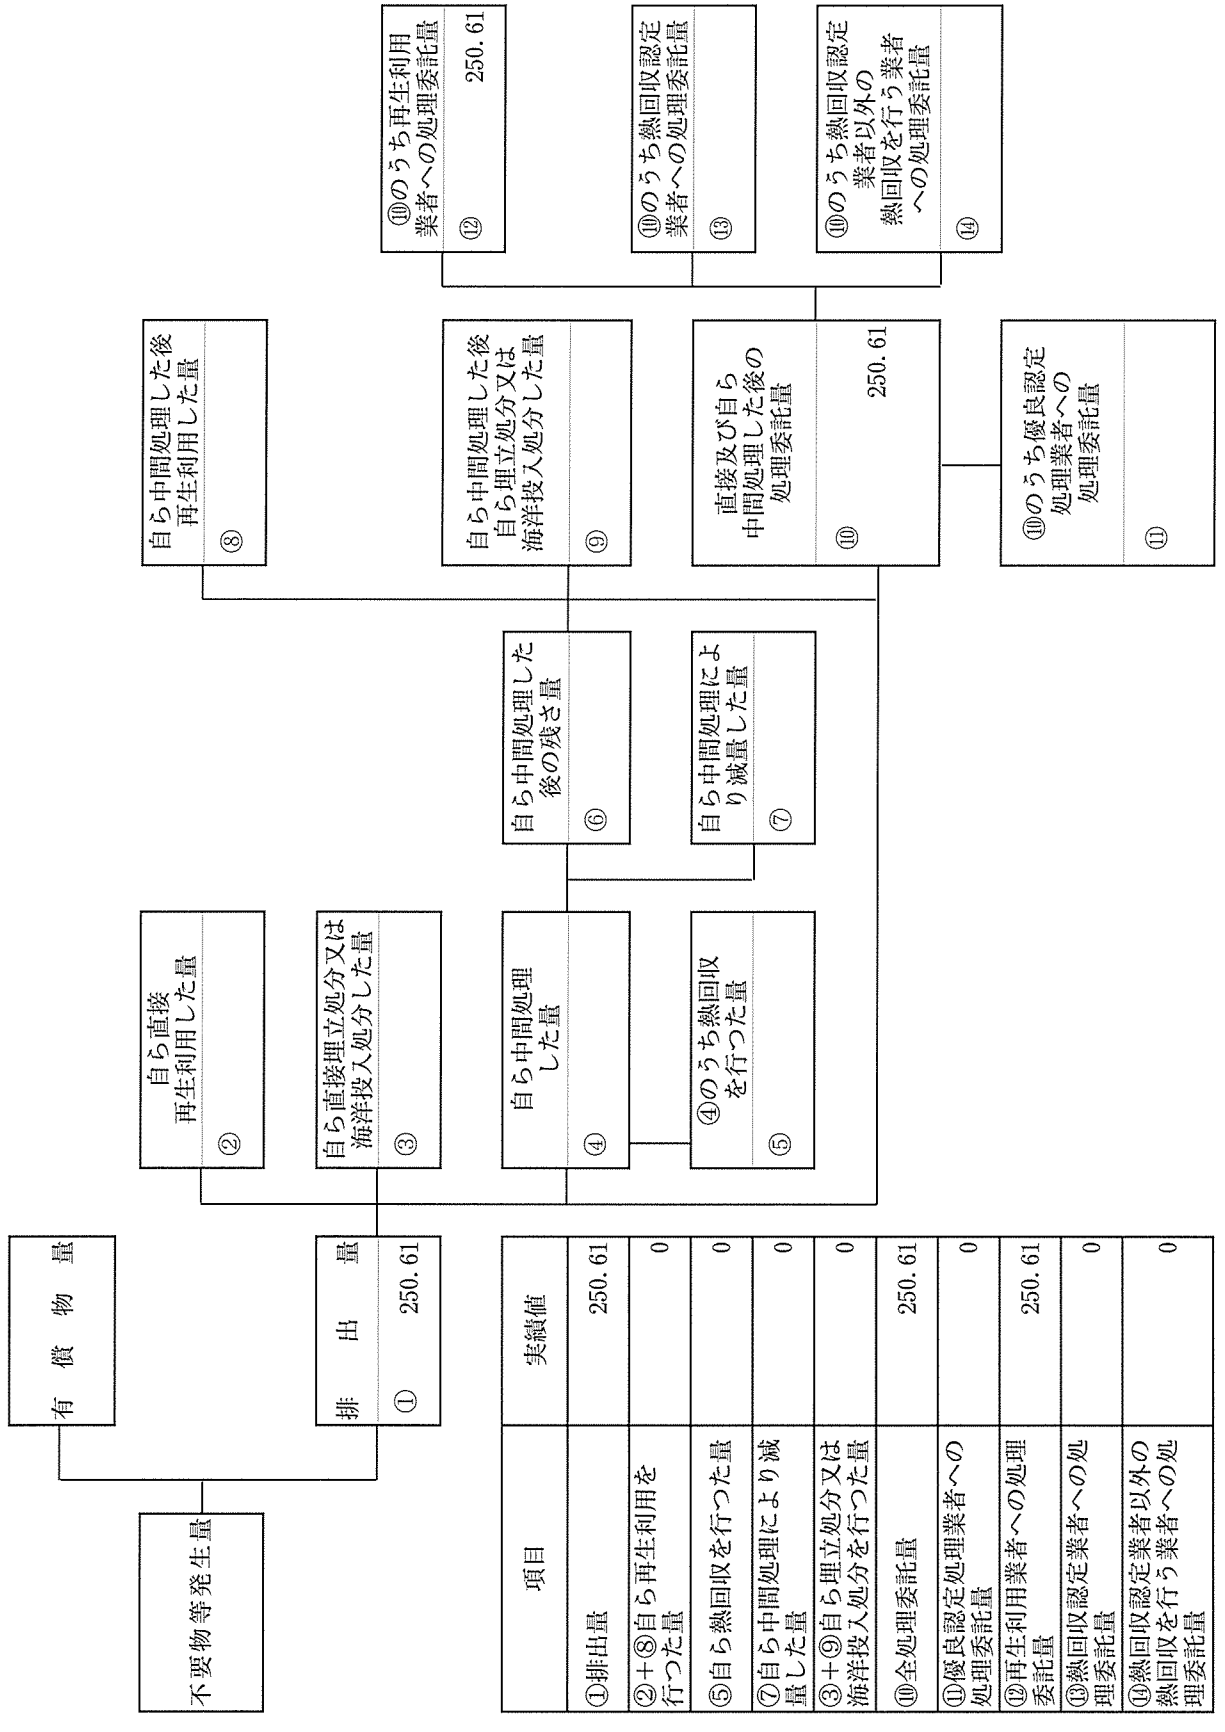 不要物等発生量
有償物量
排出量
① 250.61
自ら直接
再生利用した量
②
自ら直接埋立処分又は
海洋投入処分した量
③
自ら中間処理
した量
④
④のうち熱回収
を行つた量
⑤
自ら中間処理した
後の残さ量
⑥
自ら中間処理によ
り減量した量
⑦
自ら中間処理した後
再生利用した量
⑧
自ら中間処理した後
自ら埋立処分又は
海洋投入処分した量
⑨
直接及び自ら
中間処理した後の
処理委託量
⑩ 250.61
⑩のうち優良認定
処理業者への
処理委託量
⑪
⑩のうち再生利用
業者への処理委託量
⑫ 250.61
⑩のうち熱回収認定
業者への処理委託量
⑬
⑩のうち熱回収認定
業者以外の
熱回収を行う業者
への処理委託量
⑭
項目 実績値
①排出量 250.61
②+⑧自ら再生利用を
行つた量 0
⑤自ら熱回収を行つた量 0
⑦自ら中間処理により減
量した量 0
③+⑨自ら埋立処分又は
海洋投入処分を行つた量 0
⑩全処理委託量 250.61
⑪優良認定処理業者への
処理委託量 0
⑫再生利用業者への処理
委託量 250.61
⑬熱回収認定業者への処
理委託量 0
⑭熱回収認定業者以外の
熱回収を行う業者への処
理委託量 0